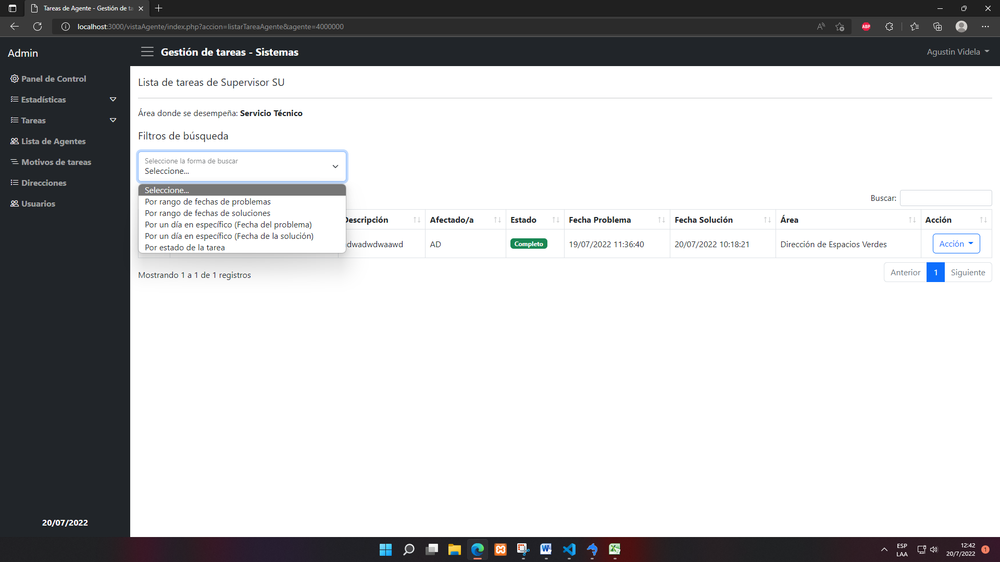 Tareas de Agente - Gestión de ta
localhost:3000/vistaAgente/index.php?accion=listarTareaAgente&agente=4000000
ABP
Admin
Gestión de tareas - Sistemas
Agustin Videla
Panel de Control
Estadísticas
Tareas
Lista de Agentes
Motivos de tareas
Direcciones
Usuarios
20/07/2022
Lista de tareas de Supervisor SU
Área donde se desempeña: Servicio Técnico
Filtros de búsqueda
Seleccione la forma de buscar
Seleccione...
Seleccione...
Por rango de fechas de problemas
Por rango de fechas de soluciones
Por un día en específico (Fecha del problema)
Por un día en específico (Fecha de la solución)
Por estado de la tarea
Buscar:
Descripción Afectado/a Estado Fecha Problema Fecha Solución Área Acción
dwadwdwaawd AD Completo 19/07/2022 11:36:40 20/07/2022 10:18:21 Dirección de Espacios Verdes Acción
Mostrando 1 a 1 de 1 registros
Anterior 1 Siguiente
ESP
LAA
12:42
20/7/2022
1